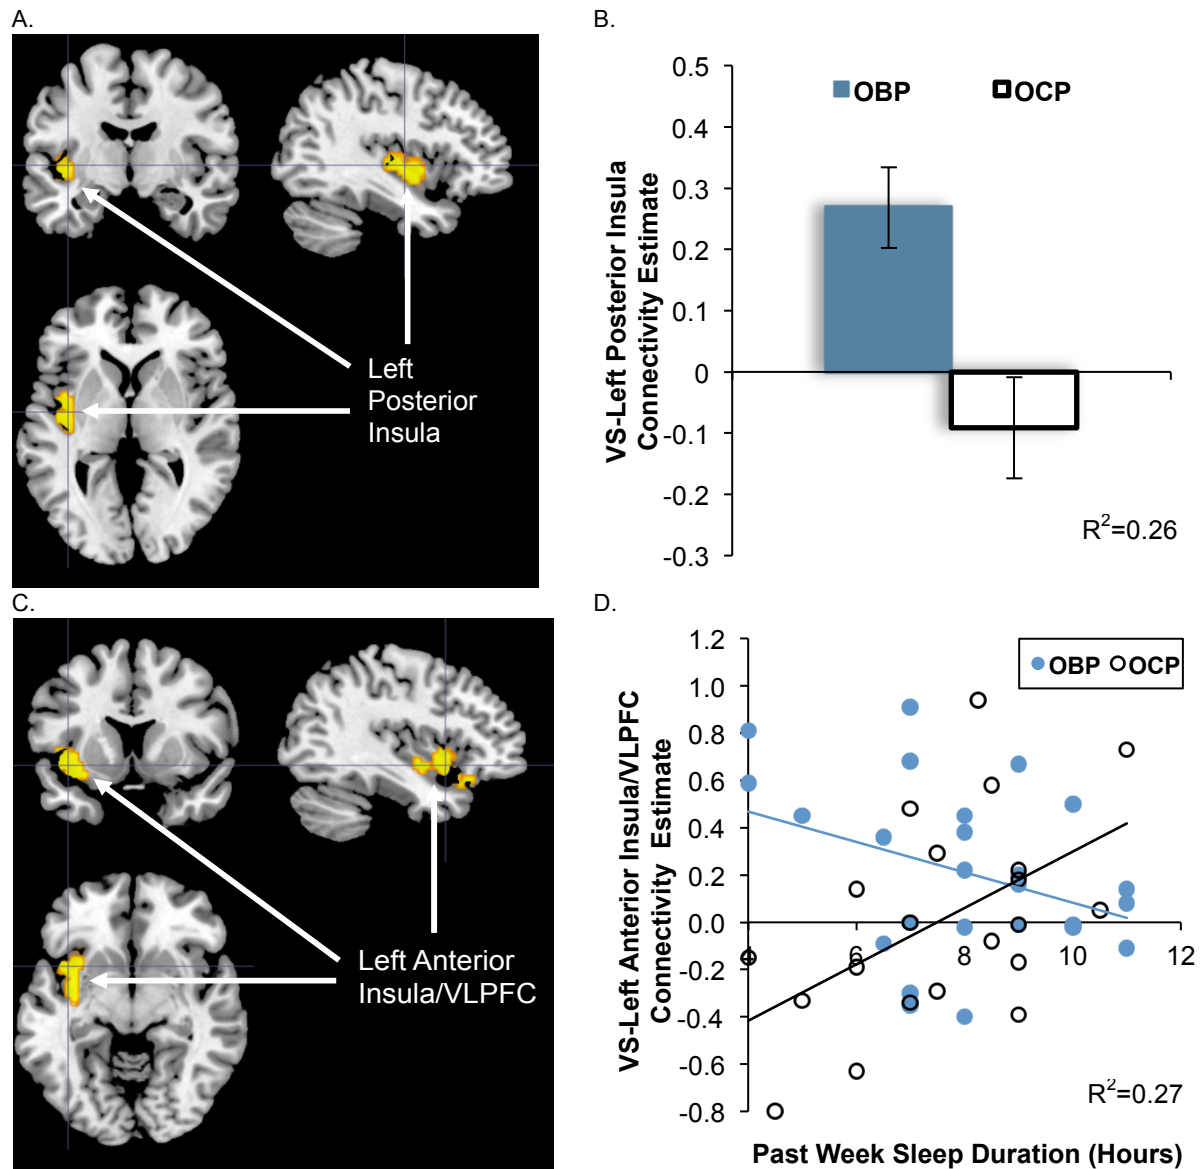 A.
Left
Posterior
Insula
B.
VS-Left Posterior Insula
Connectivity Estimate
0.5
0.4
0.3
0.2
0.1
0
-0.1
-0.2
-0.3
OBP
OCP
R²=0.26
C.
Left Anterior
Insula/VLPFC
D.
VS-Left Anterior Insula/VLPFC
Connectivity Estimate
1.2
1.0
0.8
0.6
0.4
0.2
0.0
-0.2
-0.4
-0.6
-0.8
OBP OCP
4 6 8 10 12
R²=0.27
Past Week Sleep Duration (Hours)